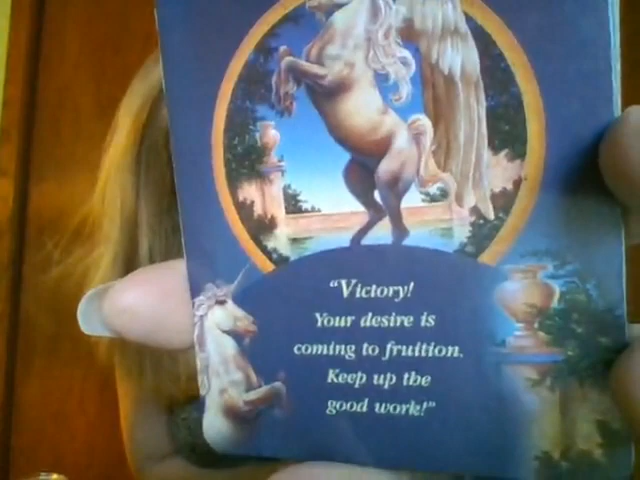 "Victory!
Your desire is
coming to fruition.
Keep up the
good work!"